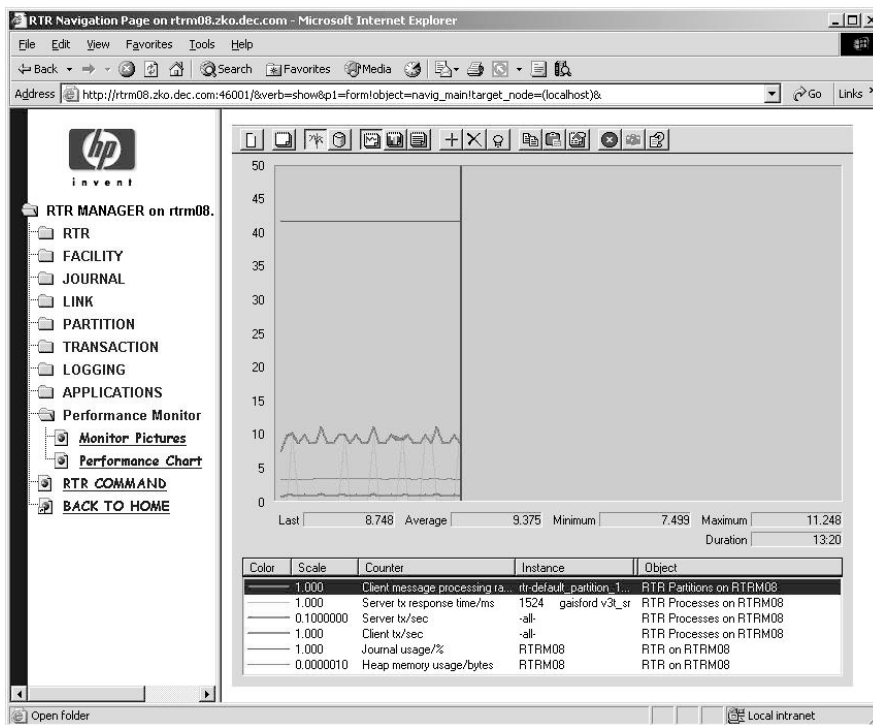 RTR Navigation Page on rtrm08.zko.dec.com - Microsoft Internet Explorer
File Edit View Favorites Tools Help
Back Search Favorites Media
Address http://rtrm08.zko.dec.com:46001/&verb=show&p1=form!object=navig_main!target_node=(localhost)& Go Links »
hp
invent
RTR MANAGER on rtrm08.
RTR
FACILITY
JOURNAL
LINK
PARTITION
TRANSACTION
LOGGING
APPLICATIONS
Performance Monitor
Monitor Pictures
Performance Chart
RTR COMMAND
BACK TO HOME
50
45
40
35
30
25
20
15
10
5
0
Last 8.748 Average 9.375 Minimum 7.499 Maximum 11.248
Duration 13:20
Color Scale Counter Instance Object
1.000 Client message processing ra... rtr-default_partition_1... RTR Partitions on RTRM08
1.000 Server tx response time/ms 1524 gaisford v3t_sr RTR Processes on RTRM08
0.1000000 Server tx/sec -all- RTR Processes on RTRM08
1.000 Client tx/sec -all- RTR Processes on RTRM08
1.000 Journal usage/% RTRM08 RTR on RTRM08
0.0000010 Heap memory usage/bytes RTRM08 RTR on RTRM08
Open folder Local intranet